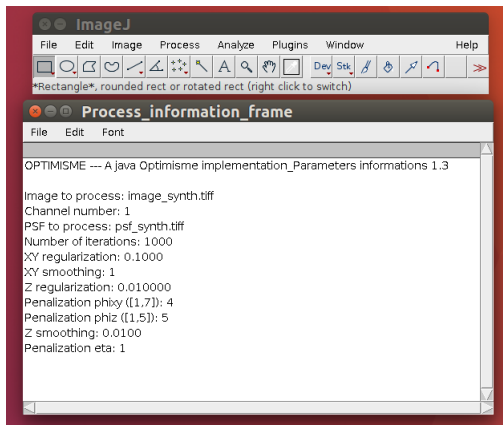 ImageJ
File Edit Image Process Analyze Plugins Window Help
A Dev Stk >>
*Rectangle*, rounded rect or rotated rect (right click to switch)
Process_information_frame
File Edit Font
OPTIMISME --- A java Optimisme implementation_Parameters informations 1.3
Image to process: image_synth.tiff
Channel number: 1
PSF to process: psf_synth.tiff
Number of iterations: 1000
XY regularization: 0.1000
XY smoothing: 1
Z regularization: 0.010000
Penalization phixy ([1,7]): 4
Penalization phiz ([1,5]): 5
Z smoothing: 0.0100
Penalization eta: 1